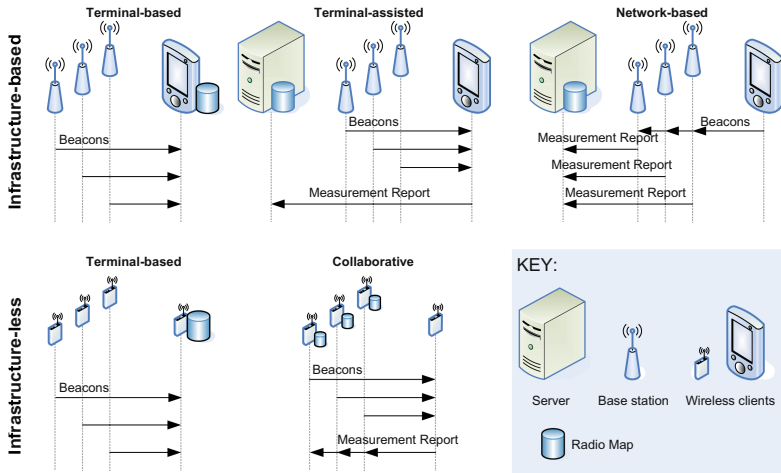 Terminal-based
Terminal-assisted
Network-based
Infrastructure-based
Beacons
Beacons
Beacons
Measurement Report
Measurement Report
Measurement Report
Measurement Report
Terminal-based
Collaborative
Infrastructure-less
Beacons
Beacons
Measurement Report
KEY:
Server
Base station
Wireless clients
Radio Map